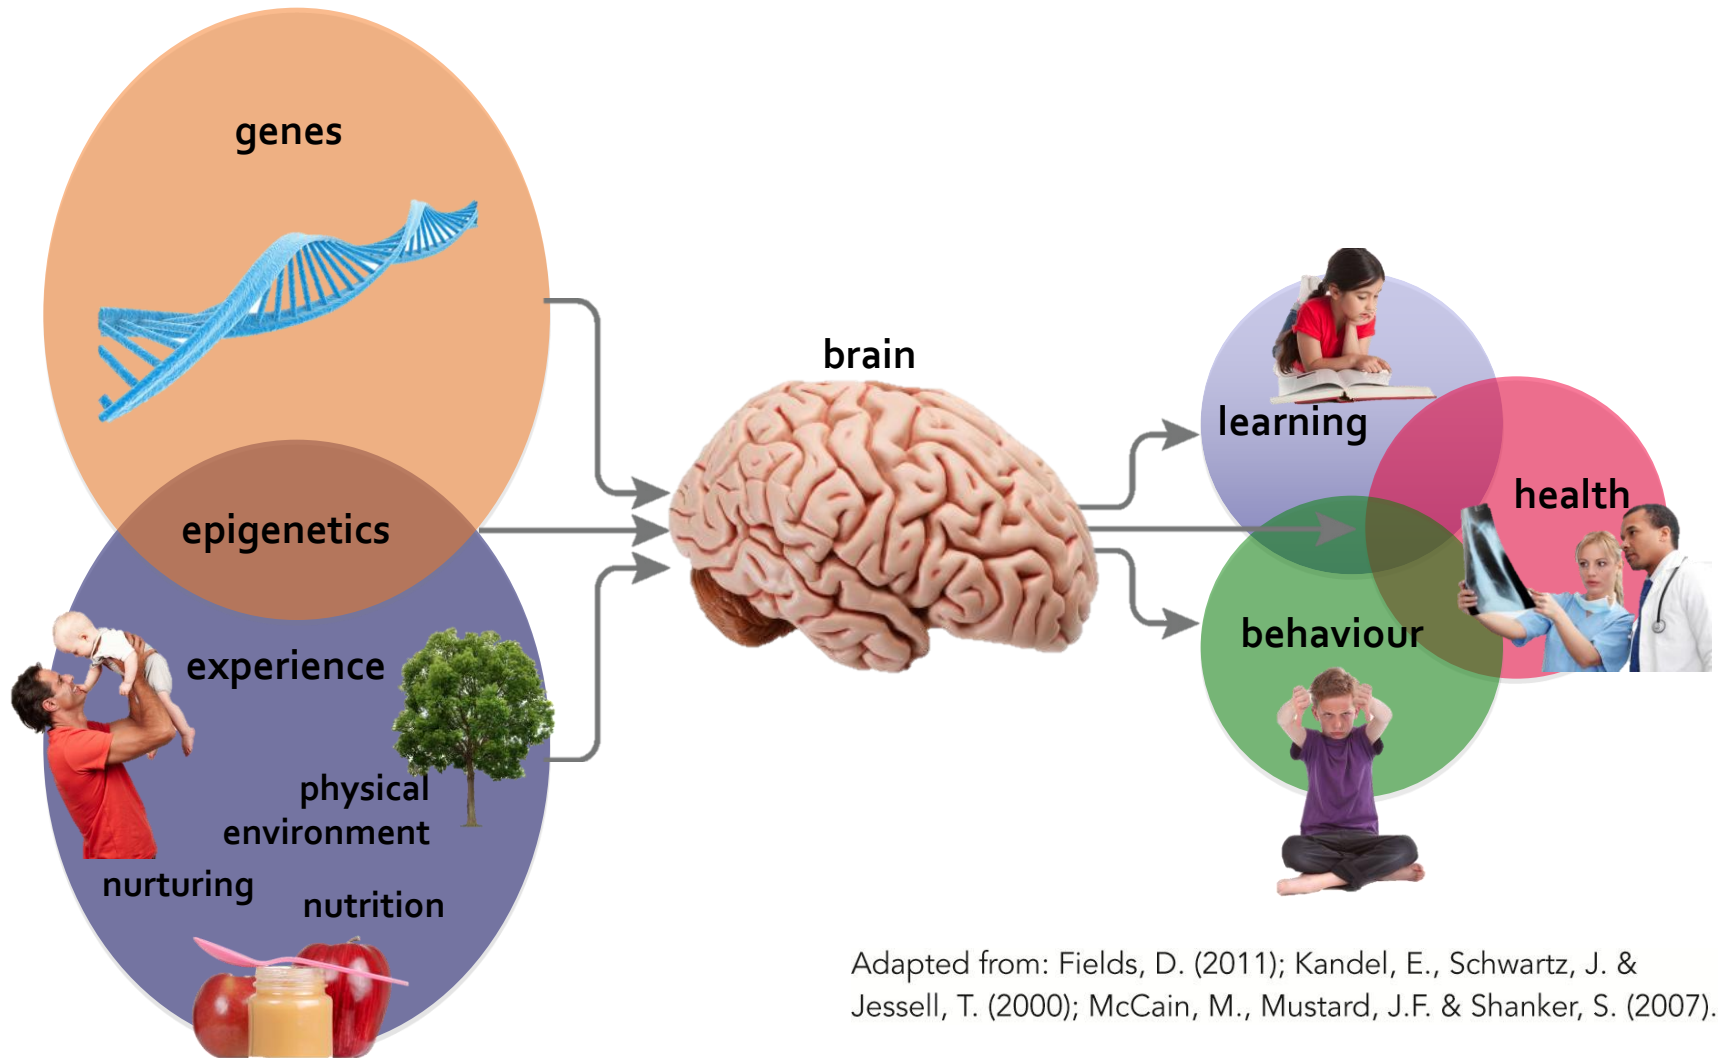 genes
epigenetics
experience
physical
environment
nurturing
nutrition
brain
learning
health
behaviour
Adapted from: Fields, D. (2011); Kandel, E., Schwartz, J. &
Jessell, T. (2000); McCain, M., Mustard, J.F. & Shanker, S. (2007).